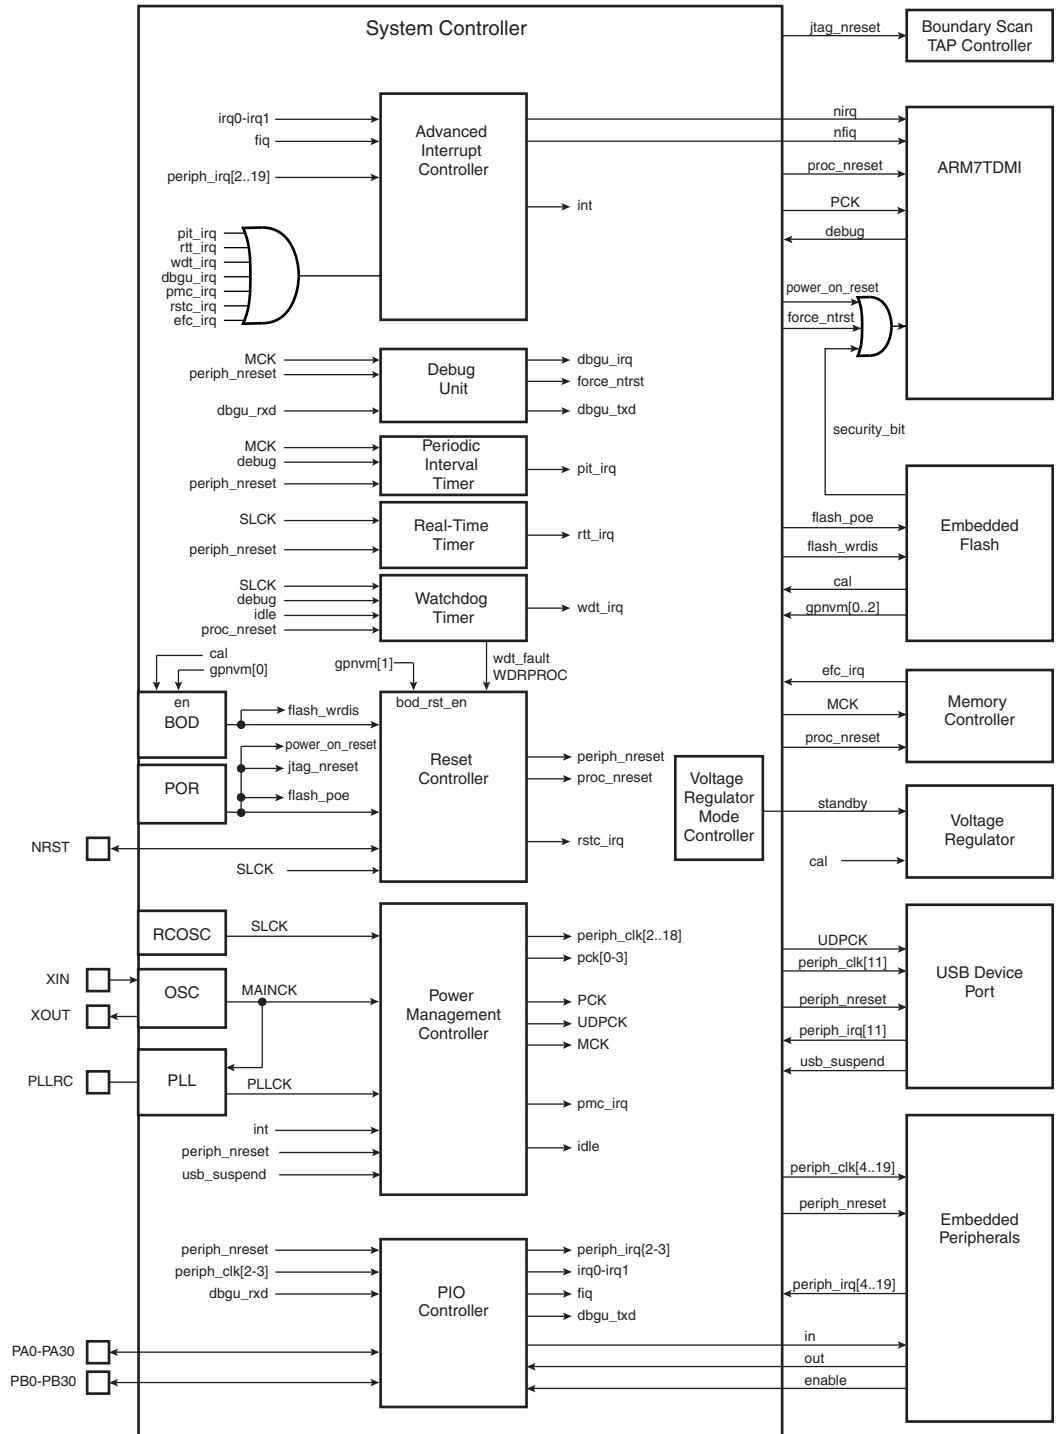 System Controller
jtag_nreset
Boundary Scan
TAP Controller
irq0-irq1
fiq
periph_irq[2..19]
Advanced
Interrupt
Controller
int
nirq
nfiq
proc_nreset
PCK
debug
ARM7TDMI
pit_irq
rtt_irq
wdt_irq
dbgu_irq
pmc_irq
rstc_irq
efc_irq
power_on_reset
force_ntrst
security_bit
MCK
periph_nreset
dbgu_rxd
Debug
Unit
dbgu_irq
force_ntrst
dbgu_txd
MCK
debug
periph_nreset
Periodic
Interval
Timer
pit_irq
SLCK
periph_nreset
Real-Time
Timer
rtt_irq
flash_poe
flash_wrdis
cal
gpnvm[0..2]
Embedded
Flash
SLCK
debug
idle
proc_nreset
Watchdog
Timer
wdt_irq
wdt_fault
WDRPROC
cal
gpnvm[0]
gpnvm[1]
en
BOD
bod_rst_en
flash_wrdis
power_on_reset
jtag_nreset
flash_poe
POR
Reset
Controller
periph_nreset
proc_nreset
rstc_irq
NRST
SLCK
efc_irq
MCK
proc_nreset
Memory
Controller
Voltage
Regulator
Mode
Controller
standby
cal
Voltage
Regulator
RCOSC
SLCK
XIN
OSC
MAINCK
XOUT
PLLRC
PLL
PLLCK
int
periph_nreset
usb_suspend
Power
Management
Controller
periph_clk[2..18]
pck[0-3]
PCK
UDPCK
MCK
pmc_irq
idle
UDPCK
periph_clk[11]
periph_nreset
periph_irq[11]
usb_suspend
USB Device
Port
periph_clk[4..19]
periph_nreset
periph_irq[4..19]
Embedded
Peripherals
periph_nreset
periph_clk[2-3]
dbgu_rxd
PIO
Controller
periph_irq{2-3]
irq0-irq1
fiq
dbgu_txd
in
out
enable
PA0-PA30
PB0-PB30